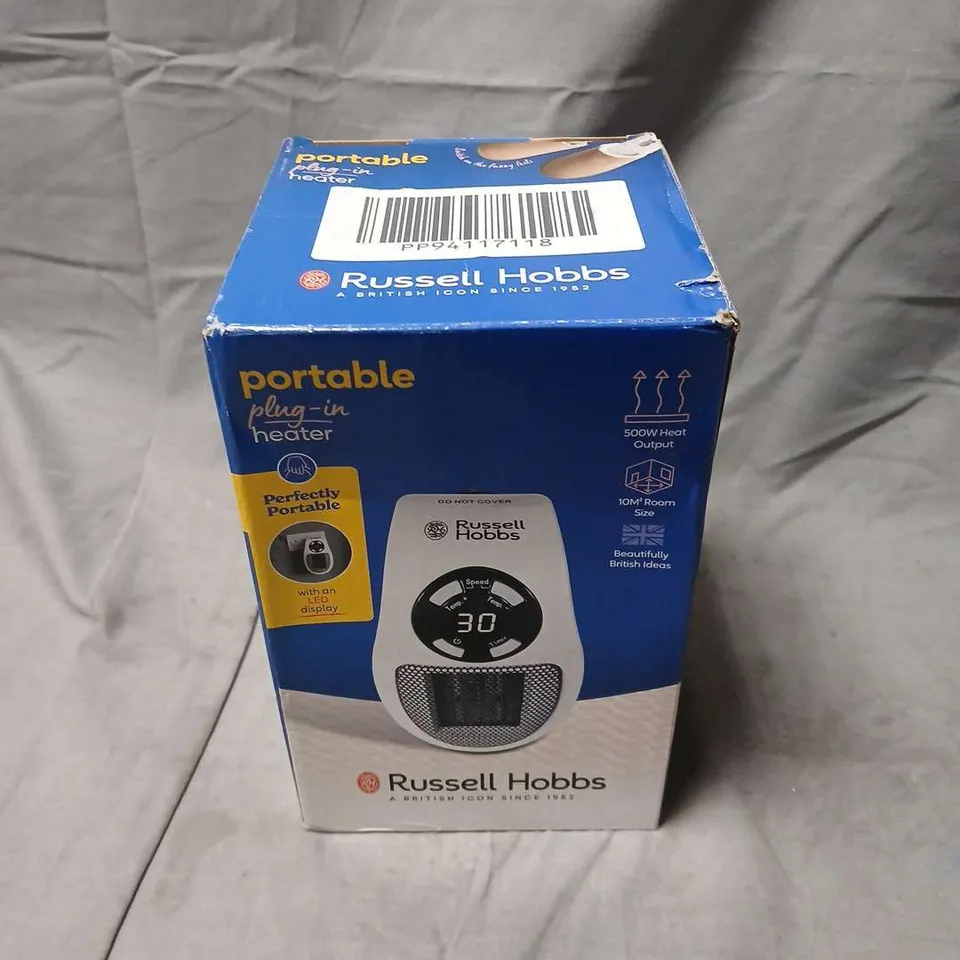 portable
plug-in
heater
PP94117118
Russell Hobbs
A BRITISH ICON SINCE 1952
portable
plug-in
heater
500W Heat
Output
10M² Room
Size
Beautifully
British Ideas
Perfectly
Portable
with an
LED
display
DO NOT COVER
Russell
Hobbs
Speed
Temp
Temp
30
Russell Hobbs
A BRITISH ICON SINCE 1952